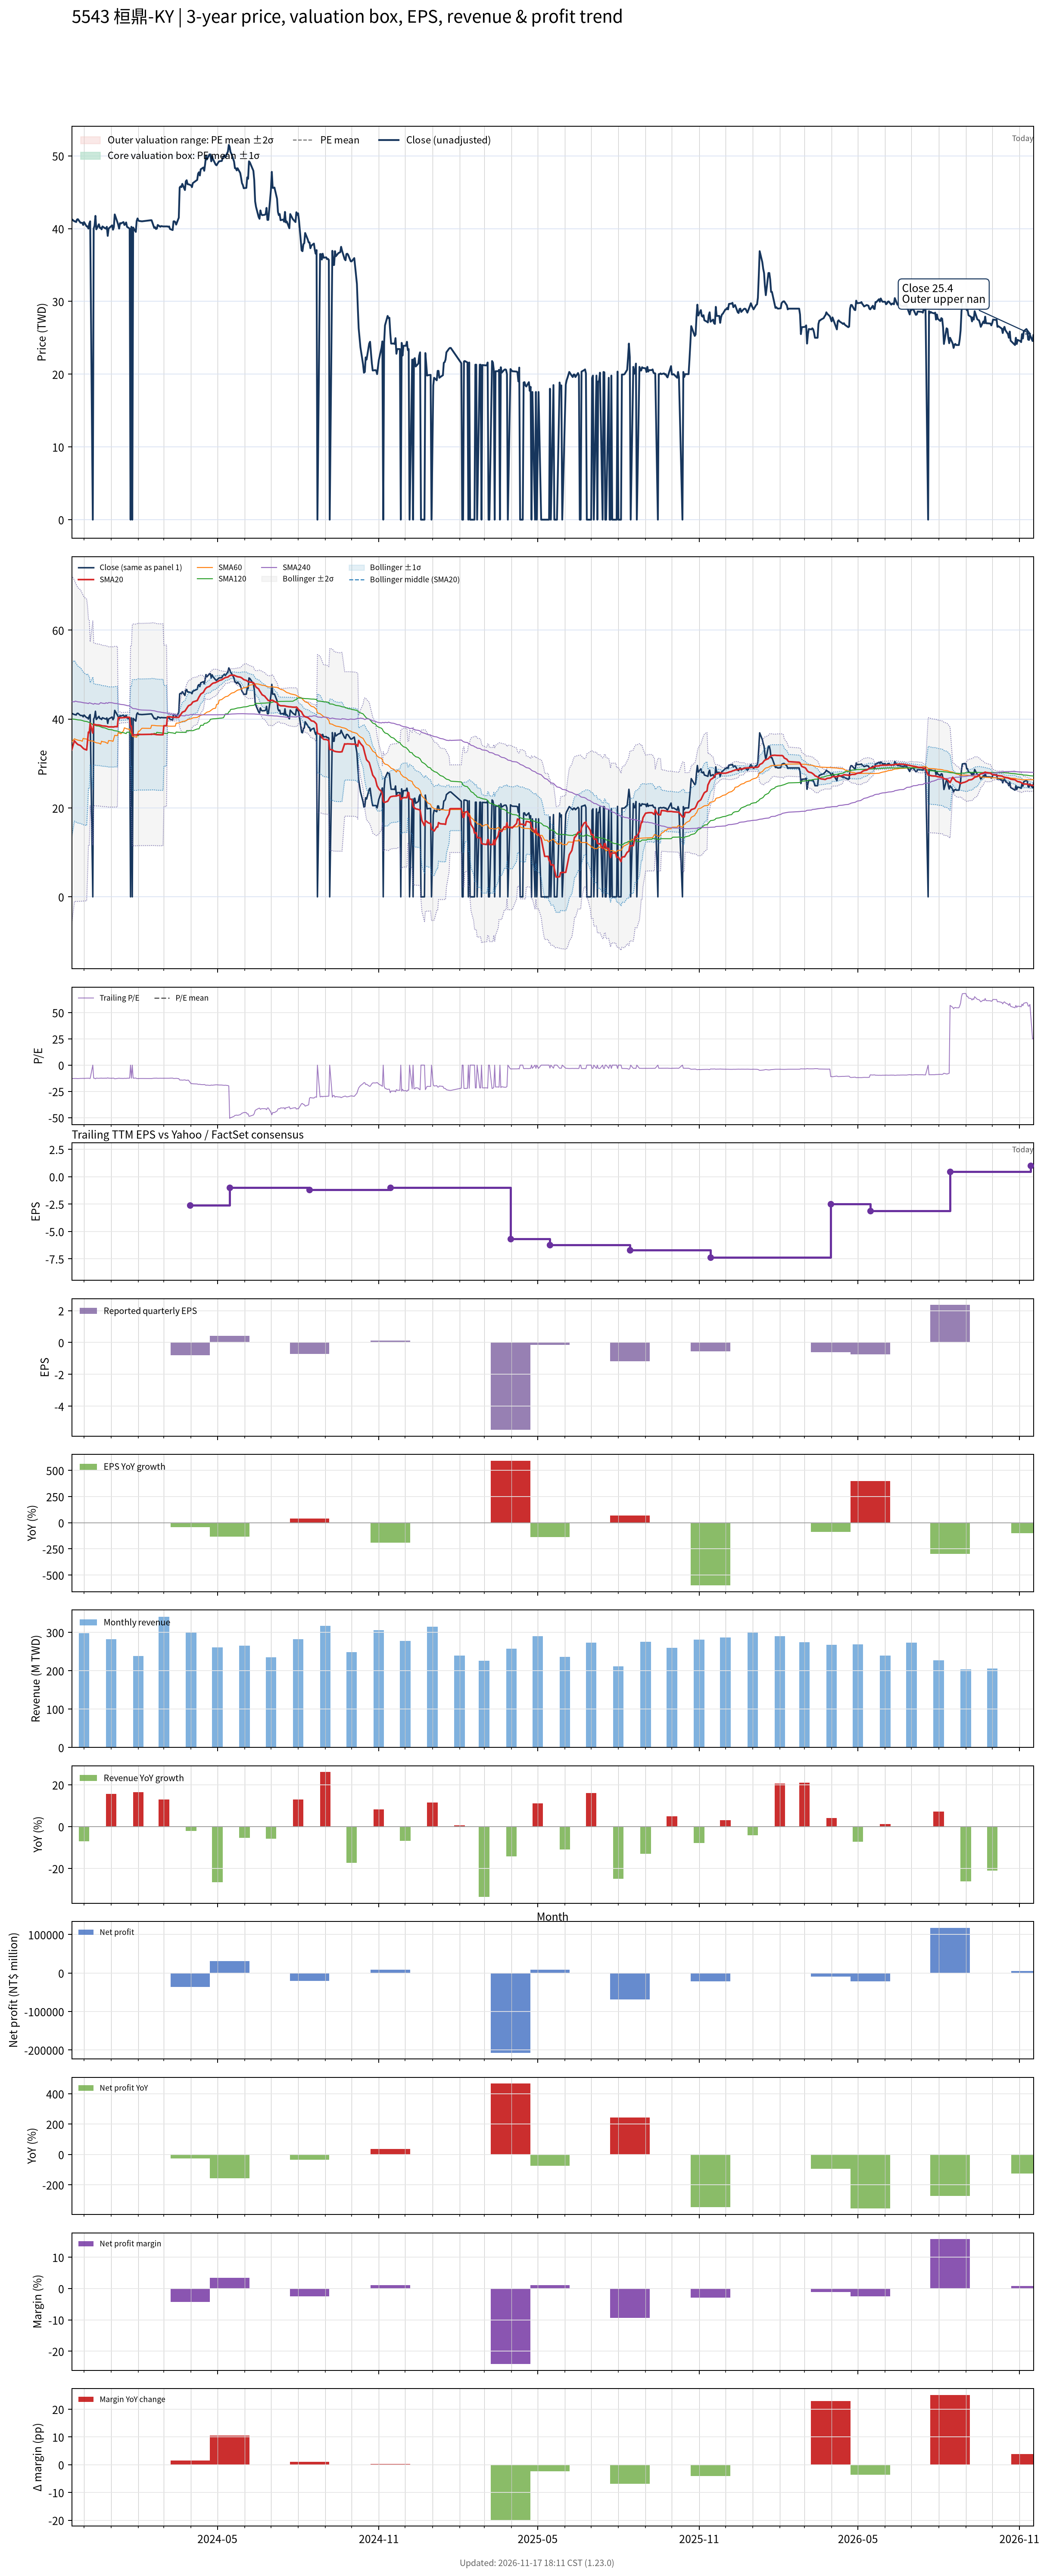 5543 桓鼎-KY | 3-year price, valuation box, EPS, revenue & profit trend
Outer valuation range: PE mean ±2σ
PE mean
Close (unadjusted)
Core valuation box: PE mean ±1σ
Today
Close 25.4
Outer upper nan
Price (TWD)
50
40
30
20
10
0
Close (same as panel 1)
SMA20
SMA60
SMA120
SMA240
Bollinger ±2σ
Bollinger ±1σ
Bollinger middle (SMA20)
Price
60
40
20
0
Trailing P/E
P/E mean
P/E
50
25
0
-25
-50
Trailing TTM EPS vs Yahoo / FactSet consensus
Today
EPS
2.5
0.0
-2.5
-5.0
-7.5
Reported quarterly EPS
EPS
2
0
-2
-4
EPS YoY growth
YoY (%)
500
250
0
-250
-500
Monthly revenue
Revenue (M TWD)
300
200
100
0
Revenue YoY growth
YoY (%)
20
0
-20
Month
Net profit
Net profit (NT$ million)
100000
0
-100000
-200000
Net profit YoY
YoY (%)
400
200
0
-200
Net profit margin
Margin (%)
10
0
-10
-20
Margin YoY change
Δ margin (pp)
20
10
0
-10
-20
2024-05
2024-11
2025-05
2025-11
2026-05
2026-11
Updated: 2026-11-17 18:11 CST (1.23.0)